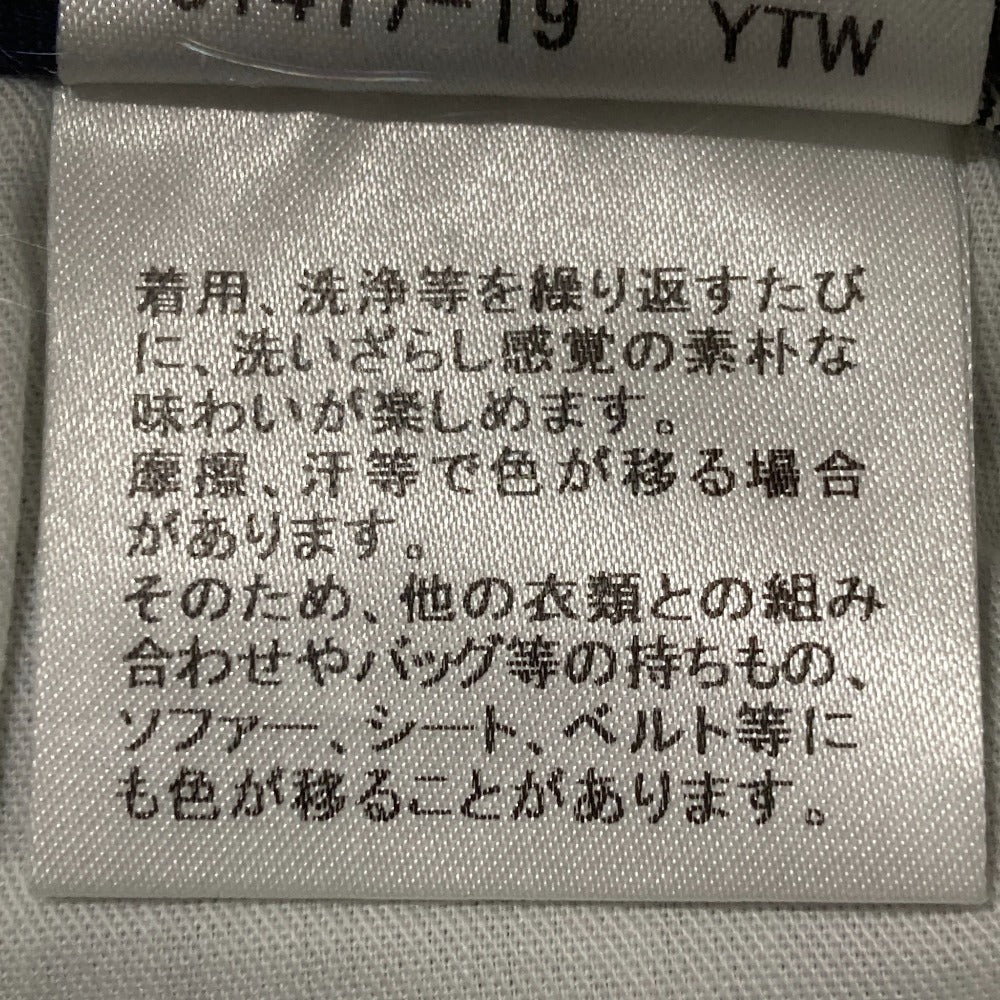 YTW
着用、洗浄等を繰り返すたび
に、洗いざらし感覚の素朴な
味わいが楽しめます。
摩擦、汗等で色が移る場合
があります。
そのため、他の衣類との組み
合わせやバッグ等の持ちもの、
ソファー、シート、ベルト等に
も色が移ることがあります。